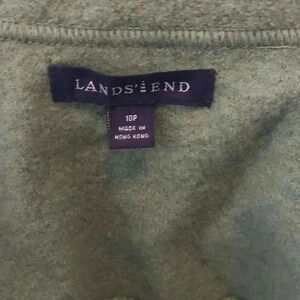 LANDS' END
10P
MADE IN
HONG KONG